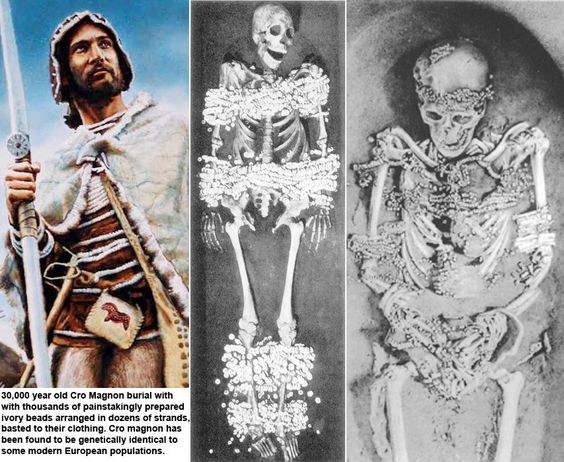 30,000 year old Cro Magnon burial with
with thousands of painstakingly prepared
ivory beads arranged in dozens of strands,
basted to their clothing. Cro magnon has
been found to be genetically identical to
some modern European populations.